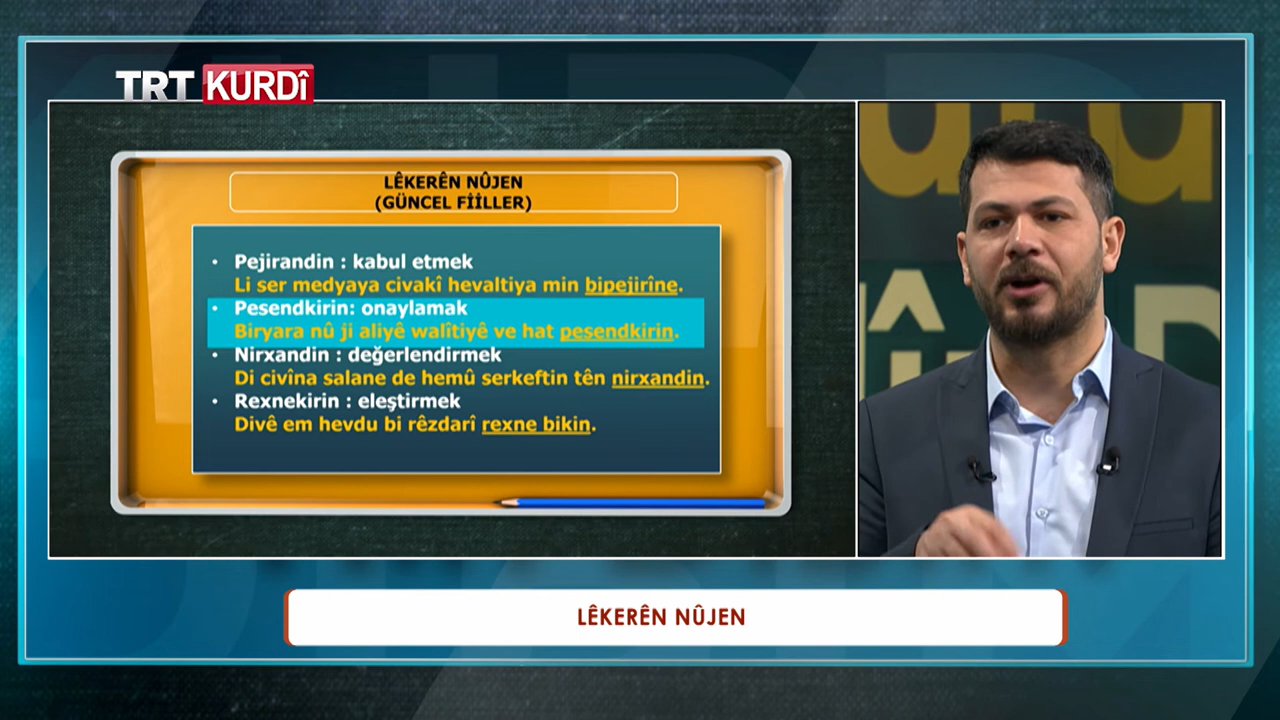 TRT KURDî
LÊKERÊN NÛJEN
(GÜNCEL FİİLLER)
• Pejirandin : kabul etmek
Li ser medyaya civakî hevaltiya min bipejirîne.
• Pesendkirin: onaylamak
Biryara nû ji aliyê walîtiyê ve hat pesendkirin.
• Nirxandin : değerlendirmek
Di civîna salane de hemû serkeftin tên nirxandin.
• Rexnekirin : eleştirmek
Divê em hevdu bi rêzdarî rexne bikin.
LÊKERÊN NÛJEN